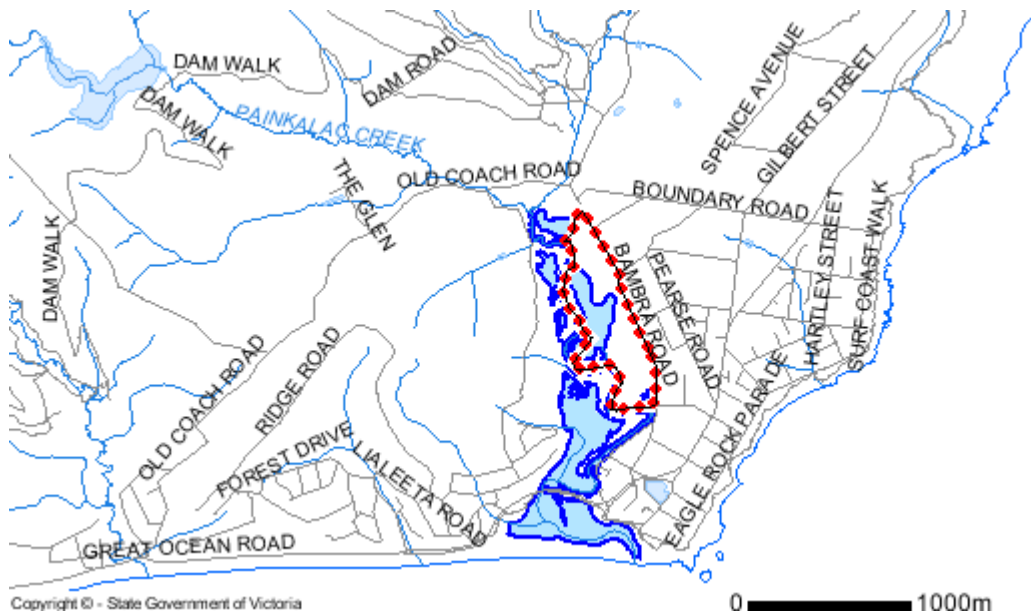 DAM WALK
DAM ROAD
SPENCE AVENUE
GILBERT STREET
DAM WALK
PAINKALAC CREEK
THE GLEN
OLD COACH ROAD
BOUNDARY ROAD
DAM WALK
BAMBRA ROAD
PEARSE ROAD
HARTLEY STREET
SURF COAST WALK
OLD COACH ROAD
RIDGE ROAD
FOREST DRIVE
LIALEETA ROAD
EAGLE ROCK PARADE
GREAT OCEAN ROAD
Copyright © - State Government of Victoria
0 1000m